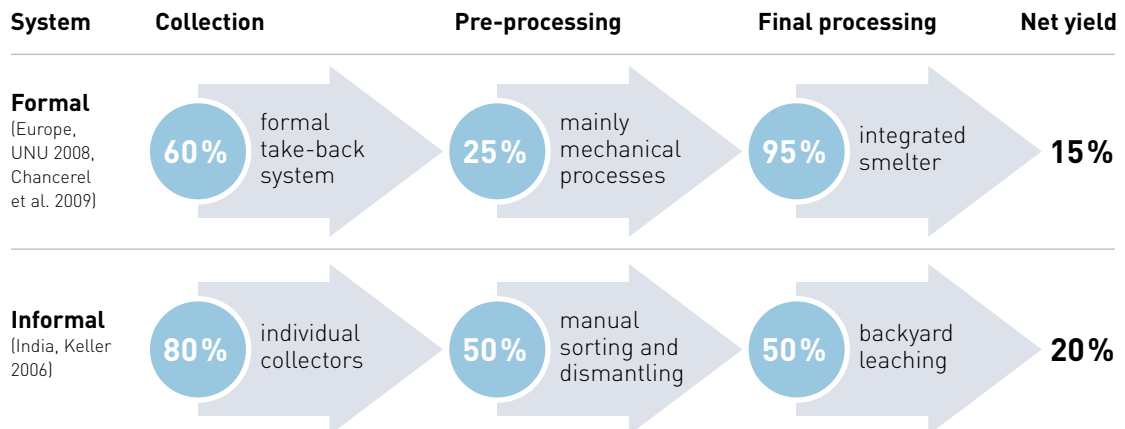 System Collection Pre-processing Final processing Net yield
Formal
(Europe,
UNU 2008,
Chancerel
et al. 2009)
60%
formal
take-back
system
25%
mainly
mechanical
processes
95%
integrated
smelter
15%
Informal
(India, Keller
2006)
80%
individual
collectors
50%
manual
sorting and
dismantling
50%
backyard
leaching
20%